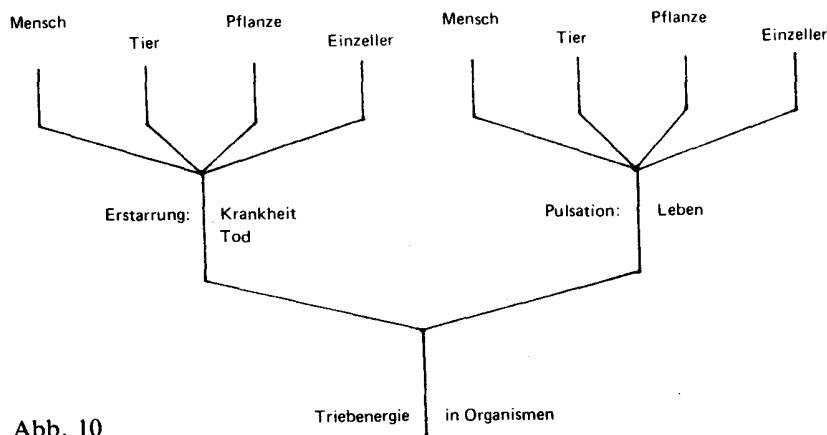 Mensch Tier Pflanze Einzeller Mensch Tier Pflanze Einzeller
Erstarrung: Krankheit Pulsation: Leben
Tod
Triebenergie in Organismen
Abb. 10